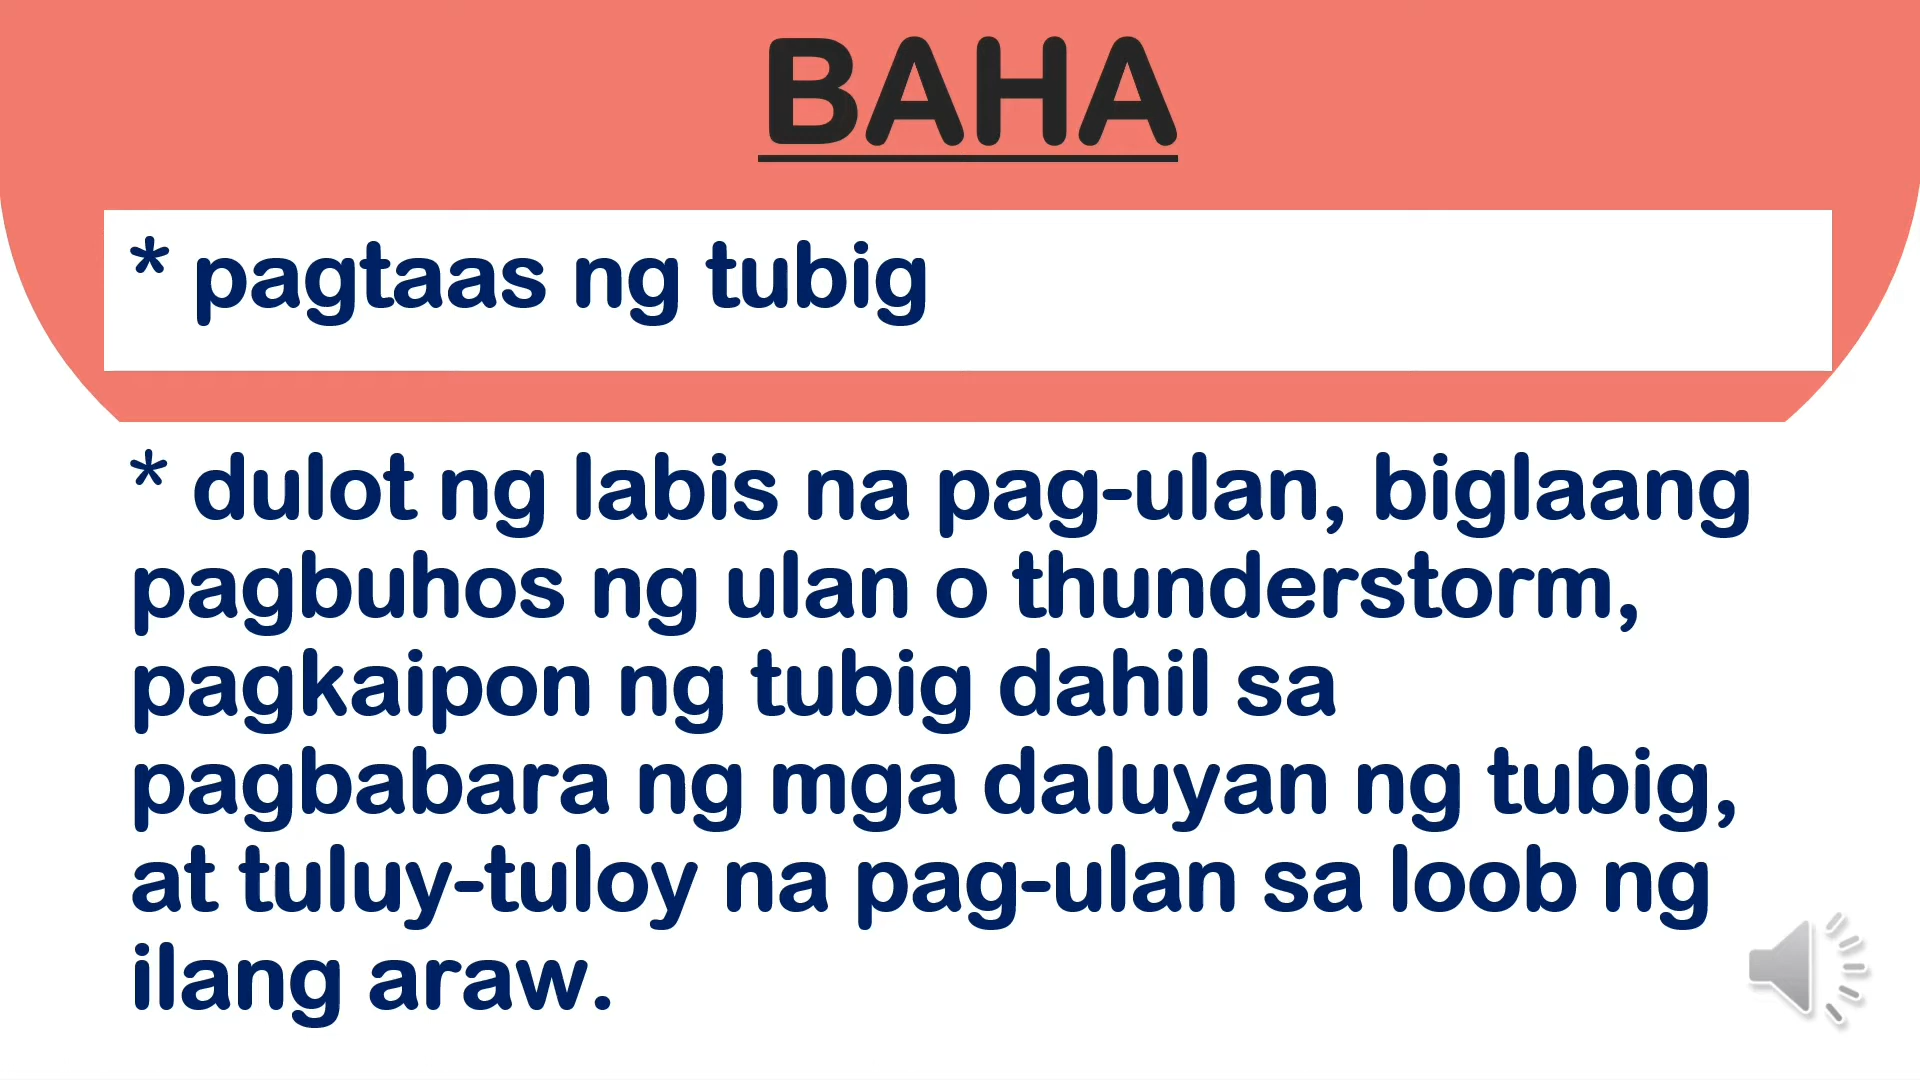 BAHA
* pagtaas ng tubig
* dulot ng labis na pag-ulan, biglaang
pagbuhos ng ulan o thunderstorm,
pagkaipon ng tubig dahil sa
pagbabara ng mga daluyan ng tubig,
at tuluy-tuloy na pag-ulan sa loob ng
ilang araw.